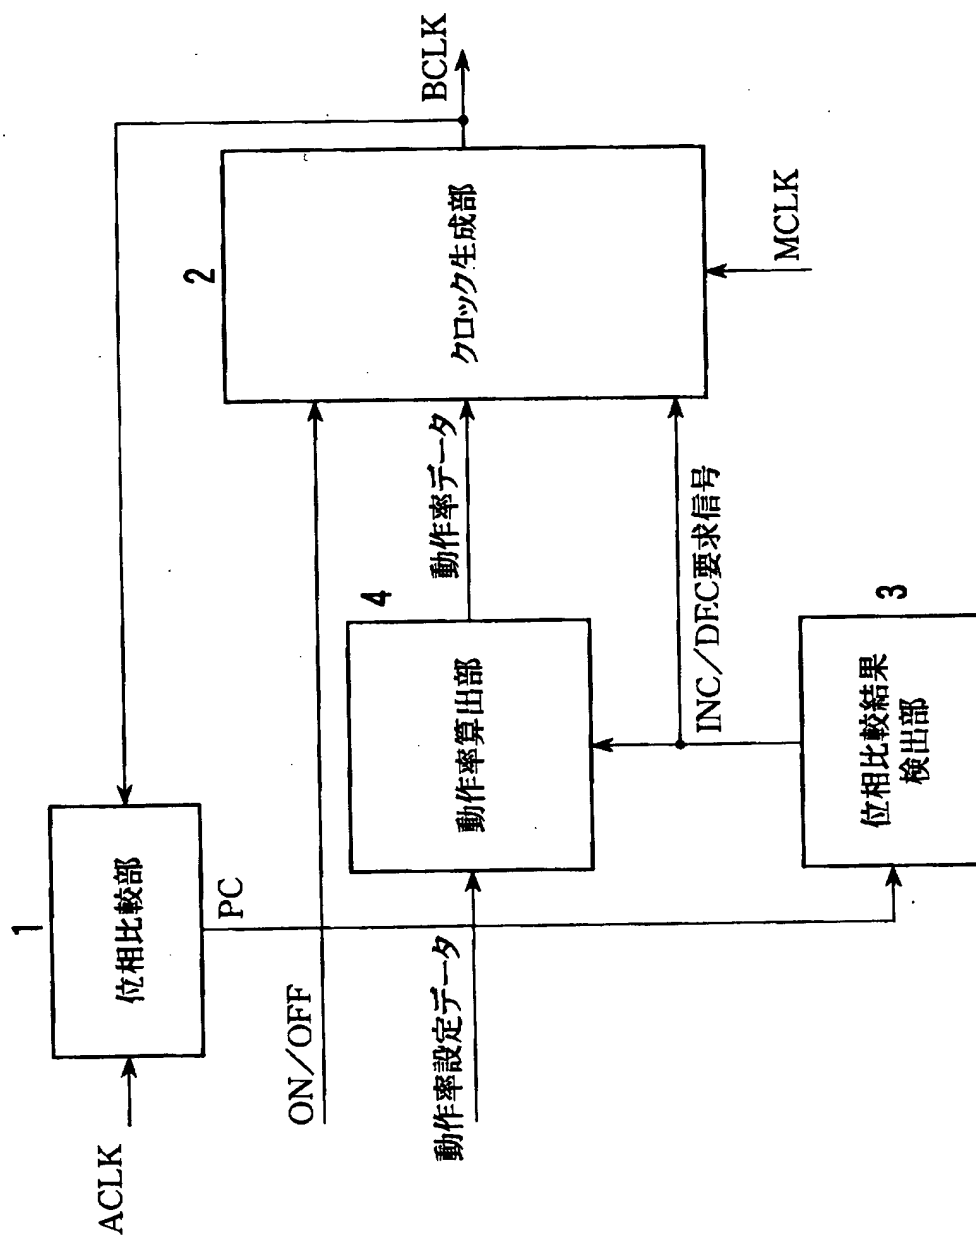 ACLK
1
位相比較部
PC
ON/OFF
動作率設定データ
4
動作率算出部
動作率データ
INC/DEC要求信号
3
位相比較結果
検出部
2
クロック生成部
MCLK
BCLK